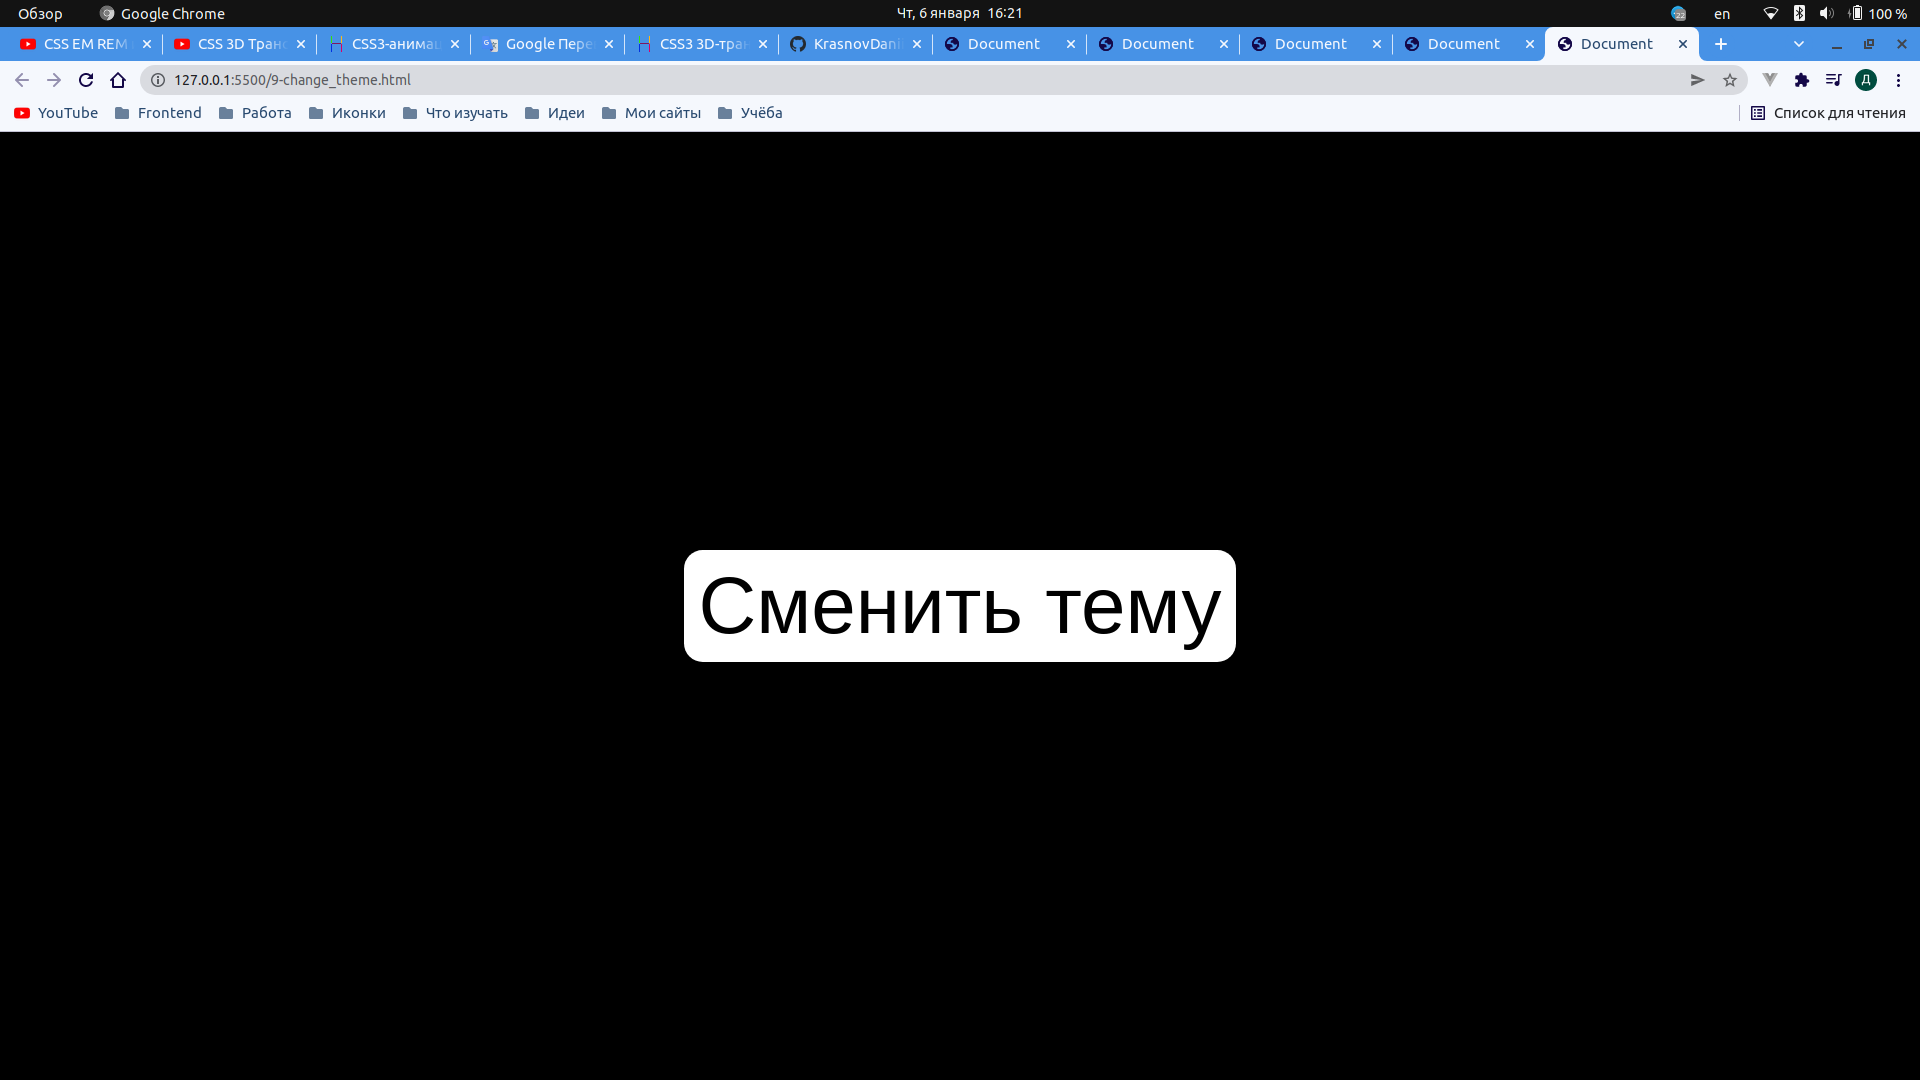 Обзор
Google Chrome
Чт, 6 января 16:21
en
100 %
CSS EM REM
CSS 3D Тран
CSS3-анимац
Google Пере
CSS3 3D-тра
KrasnovDani
Document
Document
Document
Document
Document
127.0.0.1:5500/9-change_theme.html
Д
YouTube
Frontend
Работа
Иконки
Что изучать
Идеи
Мои сайты
Учёба
Список для чтения
Сменить тему